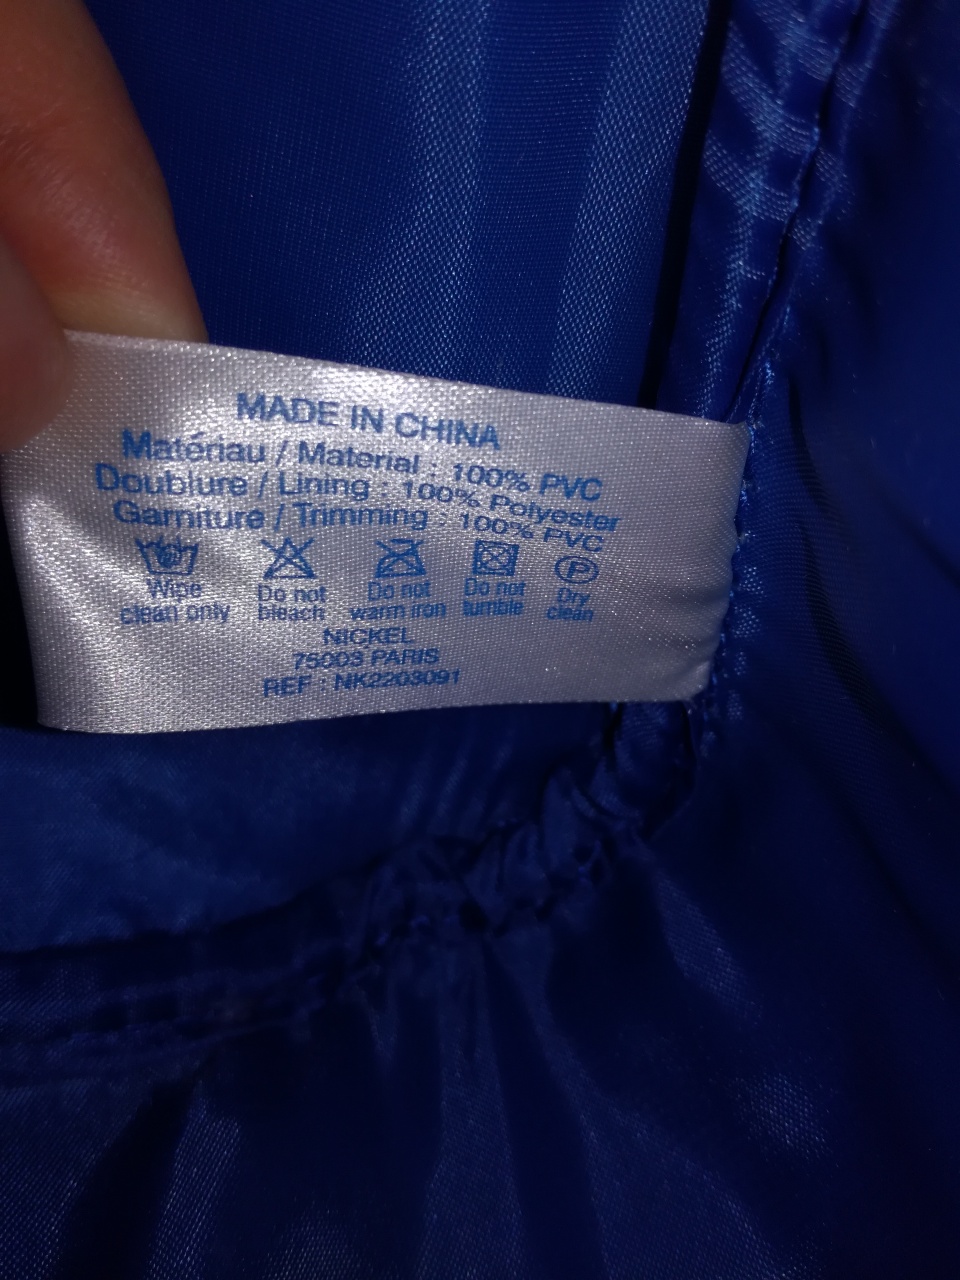 MADE IN CHINA
Matériau / Material : 100% PVC
Doublure / Lining : 100% Polyester
Garniture / Trimming : 100% PVC
Wipe clean only
Do not bleach
Do not warm iron
Do not tumble
P
Dry clean
NICKEL
75003 PARIS
REF : NK2203091